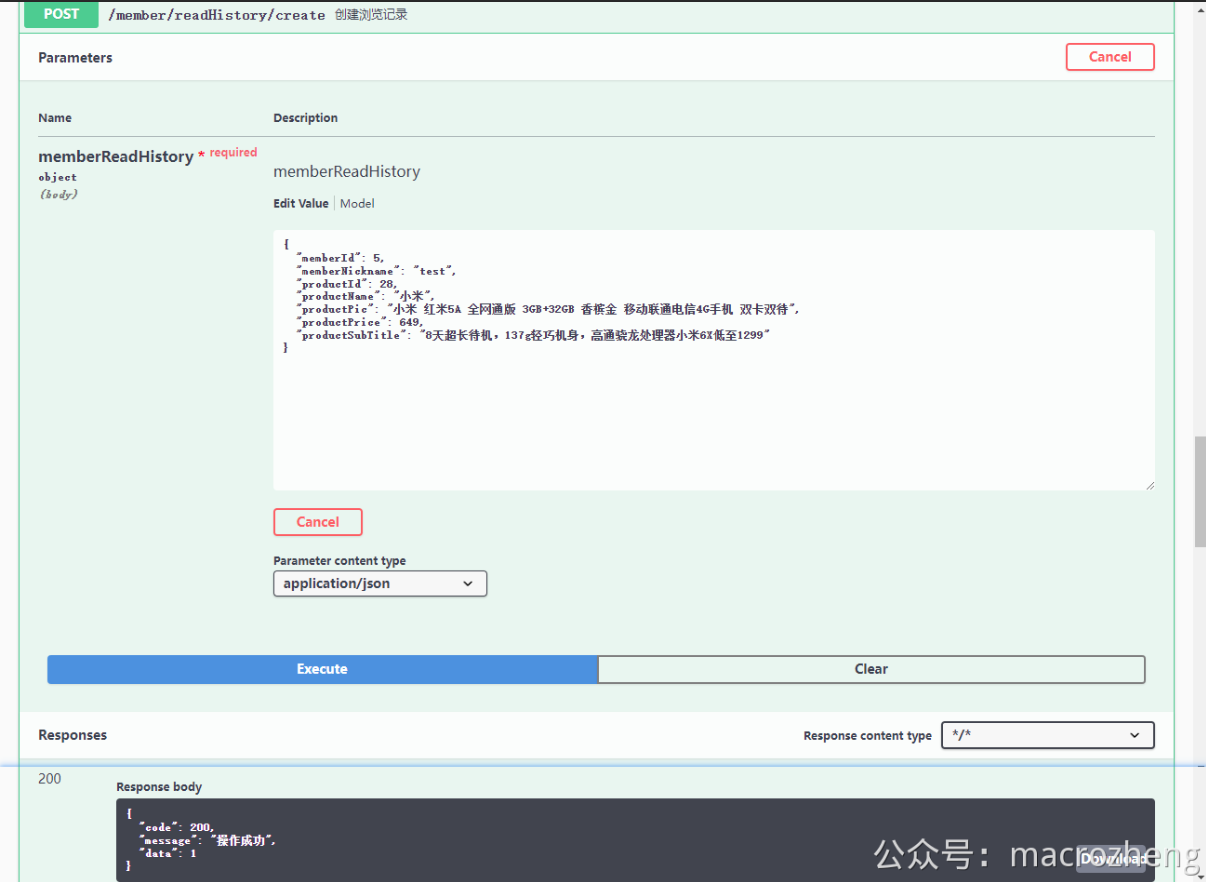 POST /member/readHistory/create 创建浏览记录
Parameters
Cancel
Name Description
memberReadHistory * required
object
(body)
memberReadHistory
Edit Value Model
{
"memberId": 5,
"memberNickname": "test",
"productId": 28,
"productName": "小米",
"productPic": "小米 红米5A 全网通版 3GB+32GB 香槟金 移动联通电信4G手机 双卡双待",
"productPrice": 649,
"productSubTitle": "8天超长待机，137g轻巧机身，高通骁龙处理器小米6X低至1299"
}
Cancel
Parameter content type
application/json
Execute Clear
Responses Response content type */*
200
Response body
{
"code": 200,
"message": "操作成功",
"data": 1
}
Download
公众号：macrozheng